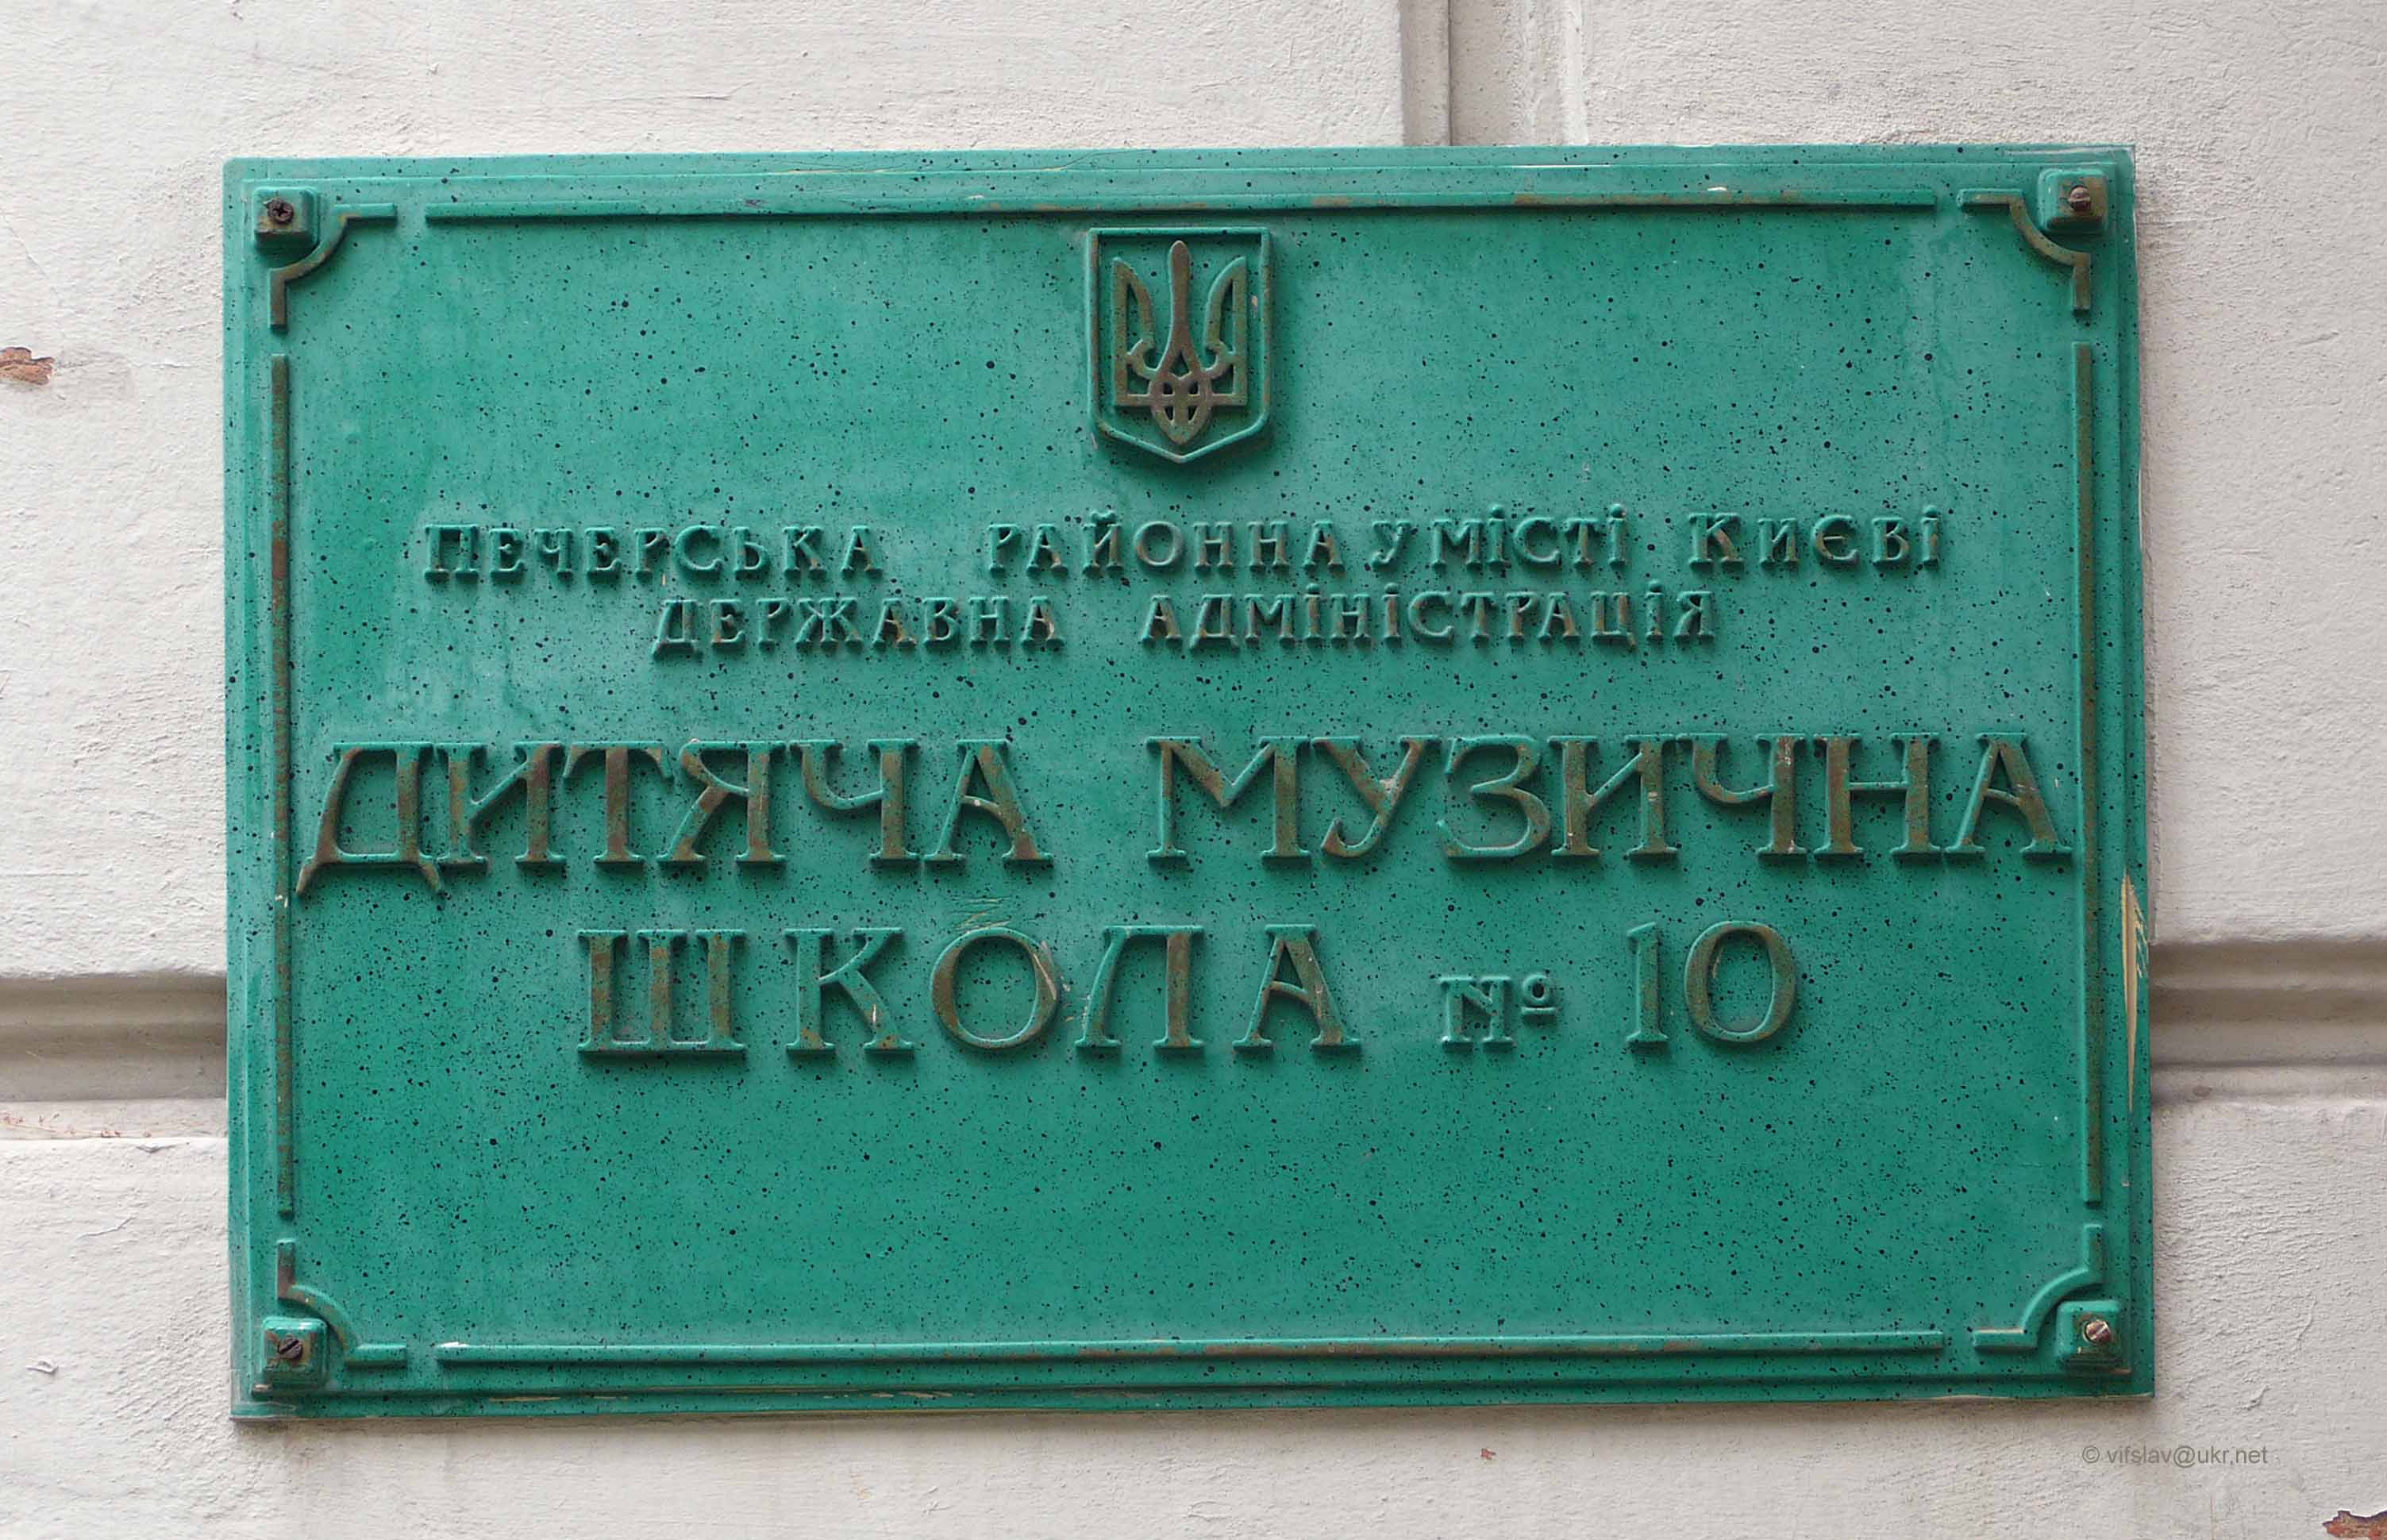 ПЕЧЕРСЬКА РАЙОННА У МІСТІ КИЄВІ
ДЕРЖАВНА АДМІНІСТРАЦІЯ
ДИТЯЧА МУЗИЧНА
ШКОЛА № 10
© vifslav@ukr.net